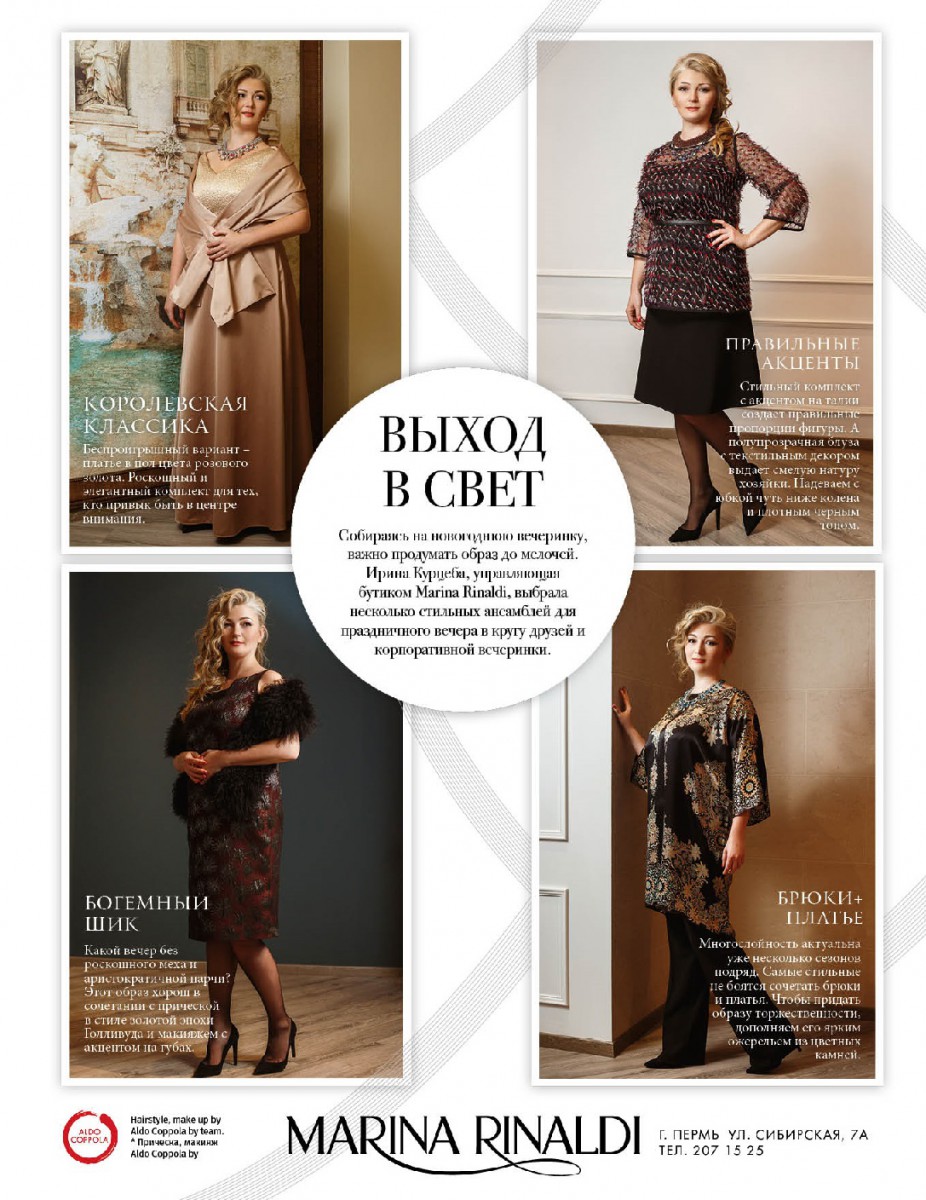 КОРОЛЕВСКАЯ
КЛАССИКА
Беспроигрышный вариант –
платье в пол цвета розового
золота. Роскошный и
элегантный комплект для тех,
кто привык быть в центре
внимания.
ПРАВИЛЬНЫЕ
АКЦЕНТЫ
Стильный комплект
с акцентом на талии
создает правильные
пропорции фигуры. А
полупрозрачная блуза
с текстильным декором
выдает смелую натуру
хозяйки. Надеваем с
юбкой чуть ниже колена
и плотным черным
топом.
ВЫХОД
В СВЕТ
Собираясь на новогоднюю вечеринку,
важно продумать образ до мелочей.
Ирина Курцеба, управляющая
бутиком Marina Rinaldi, выбрала
несколько стильных ансамблей для
праздничного вечера в кругу друзей и
корпоративной вечеринки.
БОГЕМНЫЙ
ШИК
Какой вечер без
роскошного меха и
аристократичной парчи?
Этот образ хорош в
сочетании с прической
в стиле золотой эпохи
Голливуда и макияжем с
акцентом на губах.
БРЮКИ+
ПЛАТЬЕ
Многослойность актуальна
уже несколько сезонов
подряд. Самые стильные
не боятся сочетать брюки
и платья. Чтобы придать
образу торжественности,
дополняем его ярким
ожерельем из цветных
камней.
ALDO
COPPOLA
Hairstyle, make up by
Aldo Coppola by team.
* Прическа, макияж
Aldo Coppola by
MARINA RINALDI
Г. ПЕРМЬ УЛ. СИБИРСКАЯ, 7А
ТЕЛ. 207 15 25